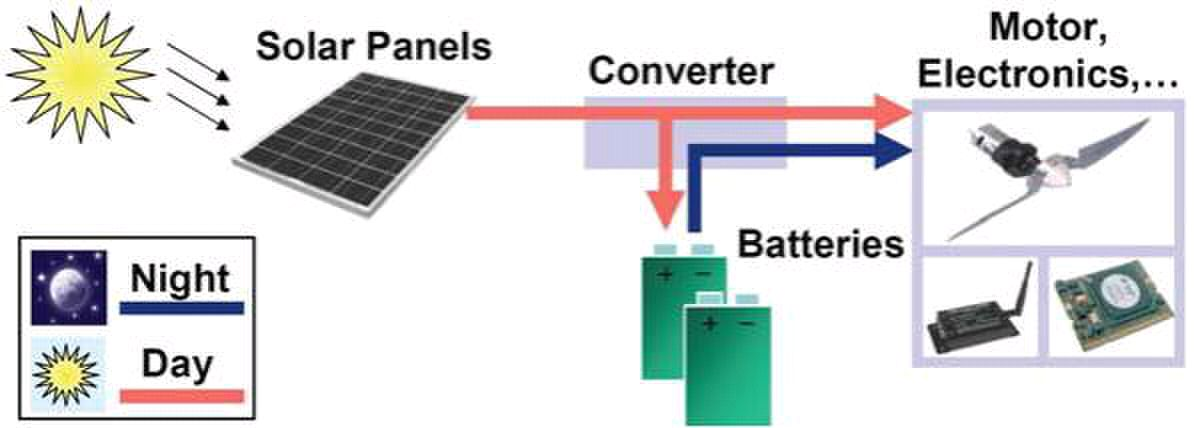 Solar Panels
Converter
Motor,
Electronics,...
Batteries
+ −
+ −
Night
Day